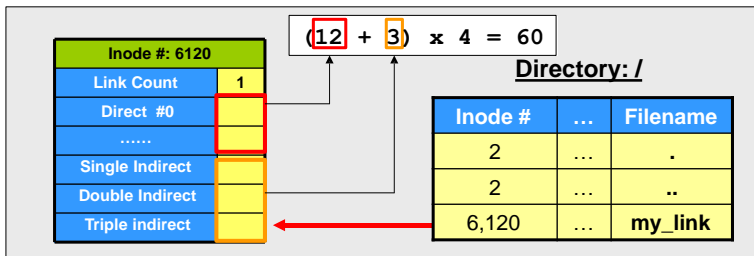 (12 + 3) x 4 = 60
Inode #: 6120
Link Count 1
Direct #0
……
Single Indirect
Double Indirect
Triple indirect
Directory: /
Inode # … Filename
2 … .
2 … ..
6,120 … my_link